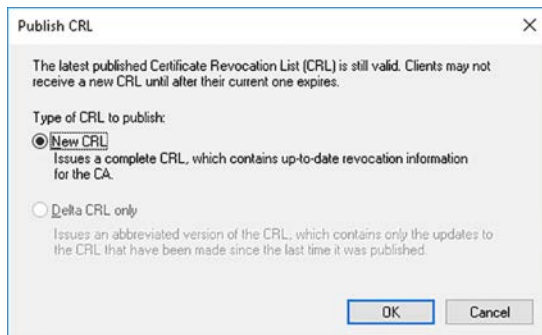 Publish CRL
The latest published Certificate Revocation List (CRL) is still valid. Clients may not
receive a new CRL until after their current one expires.
Type of CRL to publish:
New CRL
Issues a complete CRL, which contains up-to-date revocation information
for the CA.
Delta CRL only
Issues an abbreviated version of the CRL, which contains only the updates to
the CRL that have been made since the last time it was published.
OK Cancel